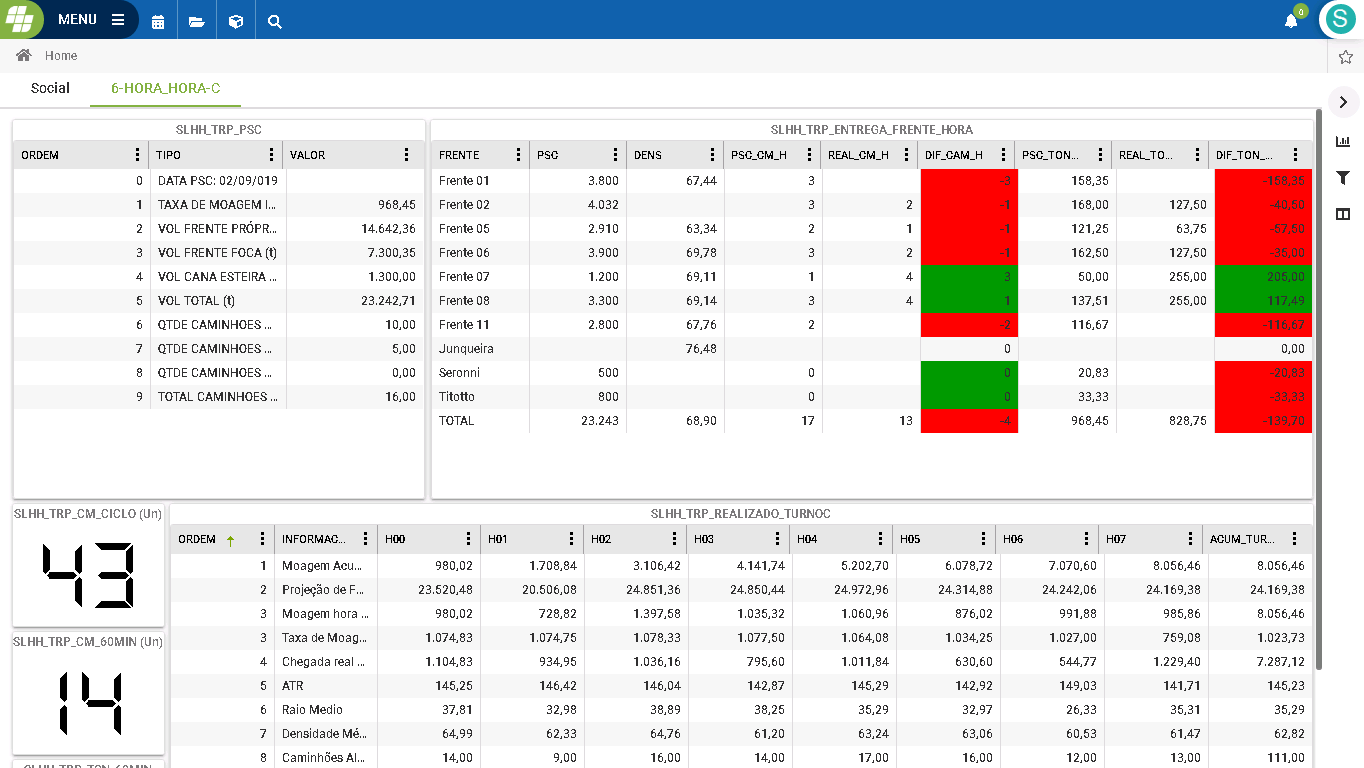 MENU
0
S
Home
Social 6-HORA_HORA-C
SLHH_TRP_PSC
ORDEM TIPO VALOR
0 DATA PSC: 02/09/019
1 TAXA DE MOAGEM I... 968,45
2 VOL FRENTE PRÓPR... 14.642,36
3 VOL FRENTE FOCA (t) 7.300,35
4 VOL CANA ESTEIRA ... 1.300,00
5 VOL TOTAL (t) 23.242,71
6 QTDE CAMINHOES ... 10,00
7 QTDE CAMINHOES ... 5,00
8 QTDE CAMINHOES ... 0,00
9 TOTAL CAMINHOES ... 16,00
SLHH_TRP_ENTREGA_FRENTE_HORA
FRENTE PSC DENS PSC_CM_H REAL_CM_H DIF_CAM_H PSC_TON... REAL_TO... DIF_TON_...
Frente 01 3.800 67,44 3 -3 158,35 -158,35
Frente 02 4.032 3 2 -1 168,00 127,50 -40,50
Frente 05 2.910 63,34 2 1 -1 121,25 63,75 -57,50
Frente 06 3.900 69,78 3 2 -1 162,50 127,50 -35,00
Frente 07 1.200 69,11 1 4 3 50,00 255,00 205,00
Frente 08 3.300 69,14 3 4 1 137,51 255,00 117,49
Frente 11 2.800 67,76 2 -2 116,67 -116,67
Junqueira 76,48 0 0,00
Seronni 500 0 0 20,83 -20,83
Titotto 800 0 0 33,33 -33,33
TOTAL 23.243 68,90 17 13 -4 968,45 828,75 -139,70
SLHH_TRP_CM_CICLO (Un)
43
SLHH_TRP_CM_60MIN (Un)
14
SLHH_TRP_TON_60MIN
SLHH_TRP_REALIZADO_TURNOC
ORDEM INFORMAC... H00 H01 H02 H03 H04 H05 H06 H07 ACUM_TUR...
1 Moagem Acu... 980,02 1.708,84 3.106,42 4.141,74 5.202,70 6.078,72 7.070,60 8.056,46 8.056,46
2 Projeção de F... 23.520,48 20.506,08 24.851,36 24.850,44 24.972,96 24.314,88 24.242,06 24.169,38 24.169,38
3 Moagem hora ... 980,02 728,82 1.397,58 1.035,32 1.060,96 876,02 991,88 985,86 8.056,46
3 Taxa de Moag... 1.074,83 1.074,75 1.078,33 1.077,50 1.064,08 1.034,25 1.027,00 759,08 1.023,73
4 Chegada real ... 1.104,83 934,95 1.036,16 795,60 1.011,84 630,60 544,77 1.229,40 7.287,12
5 ATR 145,25 146,42 146,04 142,87 145,29 142,92 149,03 141,71 145,23
6 Raio Medio 37,81 32,98 38,89 38,25 35,29 32,97 26,33 35,31 35,29
7 Densidade Mé... 64,99 62,33 64,76 61,20 63,24 63,06 60,53 61,47 62,82
8 Caminhões Al... 14,00 9,00 16,00 14,00 17,00 16,00 12,00 13,00 111,00